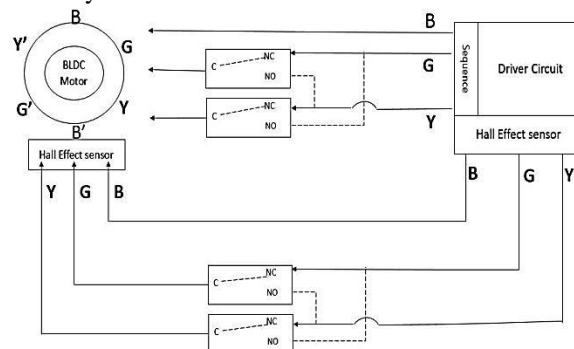 B
Y'
G
BLDC
Motor
G'
Y
B'
Hall Effect sensor
Y G B
B
G
Y
C NC
NO
C NC
NO
Sequence
Driver Circuit
Hall Effect sensor
B G Y
C NC
NO
C NC
NO